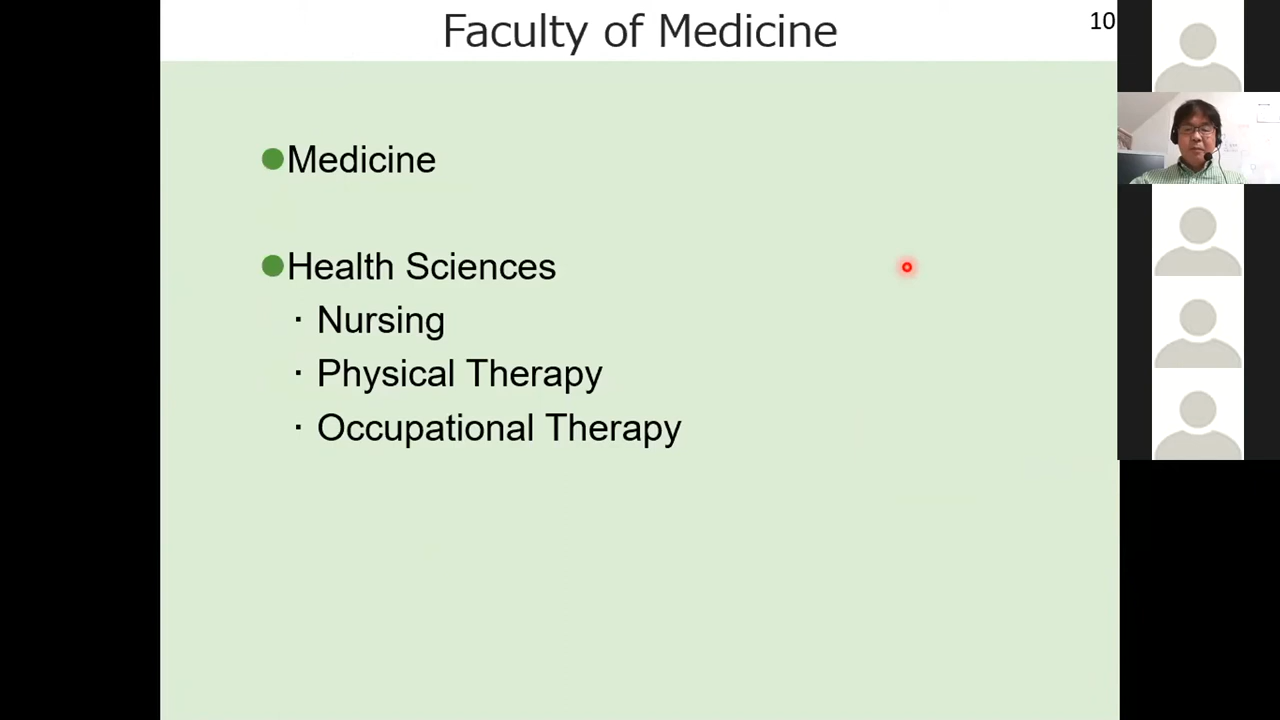 Faculty of Medicine
10
●Medicine
●Health Sciences
・Nursing
・Physical Therapy
・Occupational Therapy